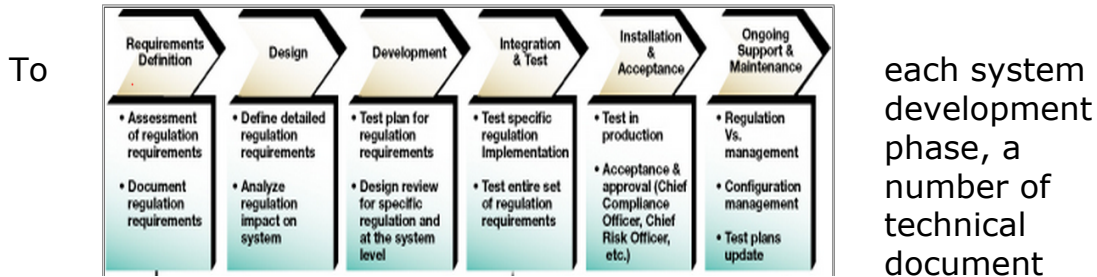 To
Requirements
Definition
Design
Development
Integration
& Test
Installation
&
Acceptance
Ongoing
Support &
Maintenance
• Assessment
of regulation
requirements
• Document
regulation
requirements
• Define detailed
regulation
requirements
• Analyze
regulation
impact on
system
• Test plan for
regulation
requirements
• Design review
for specific
regulation and
at the system
level
• Test specific
regulation
Implementation
• Test entire set
of regulation
requirements
• Test in
production
• Acceptance &
approval (Chief
Compliance
Officer, Chief
Risk Officer,
etc.)
• Regulation
Vs.
management
• Configuration
management
• Test plans
update
each system
development
phase, a
number of
technical
document